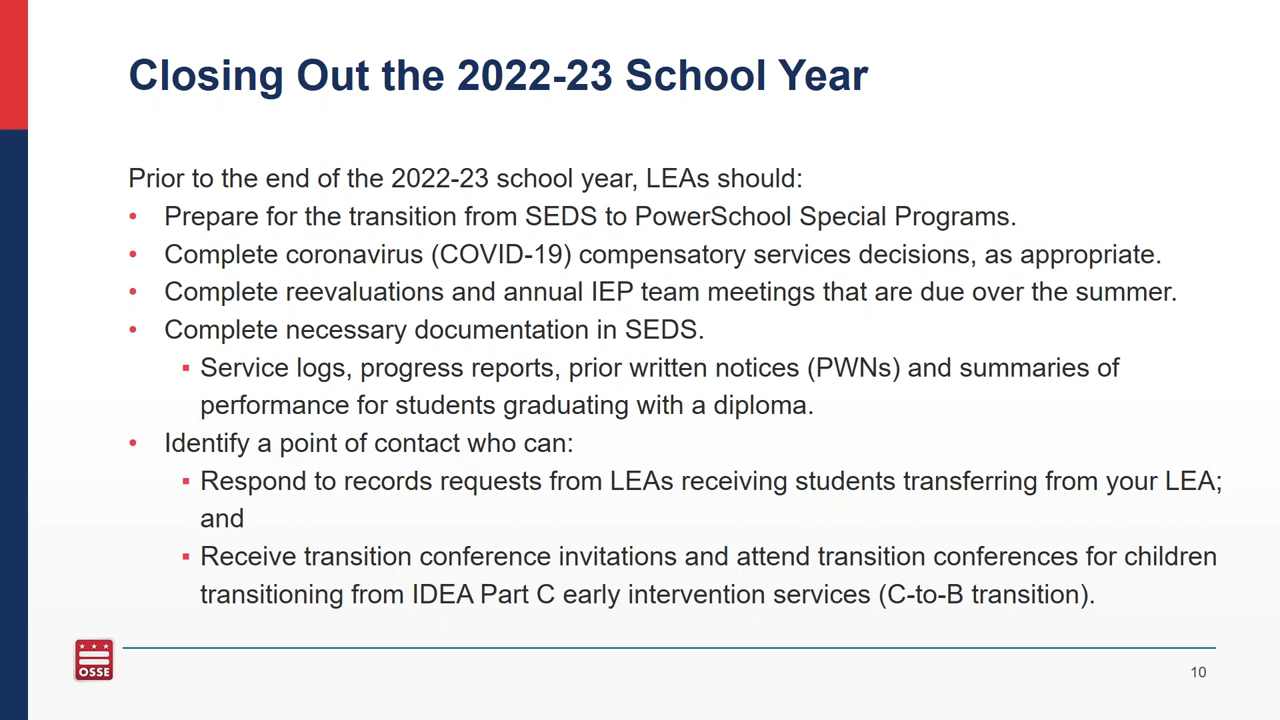 Closing Out the 2022-23 School Year
Prior to the end of the 2022-23 school year, LEAs should:
• Prepare for the transition from SEDS to PowerSchool Special Programs.
• Complete coronavirus (COVID-19) compensatory services decisions, as appropriate.
• Complete reevaluations and annual IEP team meetings that are due over the summer.
• Complete necessary documentation in SEDS.
▪ Service logs, progress reports, prior written notices (PWNs) and summaries of
performance for students graduating with a diploma.
• Identify a point of contact who can:
▪ Respond to records requests from LEAs receiving students transferring from your LEA;
and
▪ Receive transition conference invitations and attend transition conferences for children
transitioning from IDEA Part C early intervention services (C-to-B transition).
OSSE
10